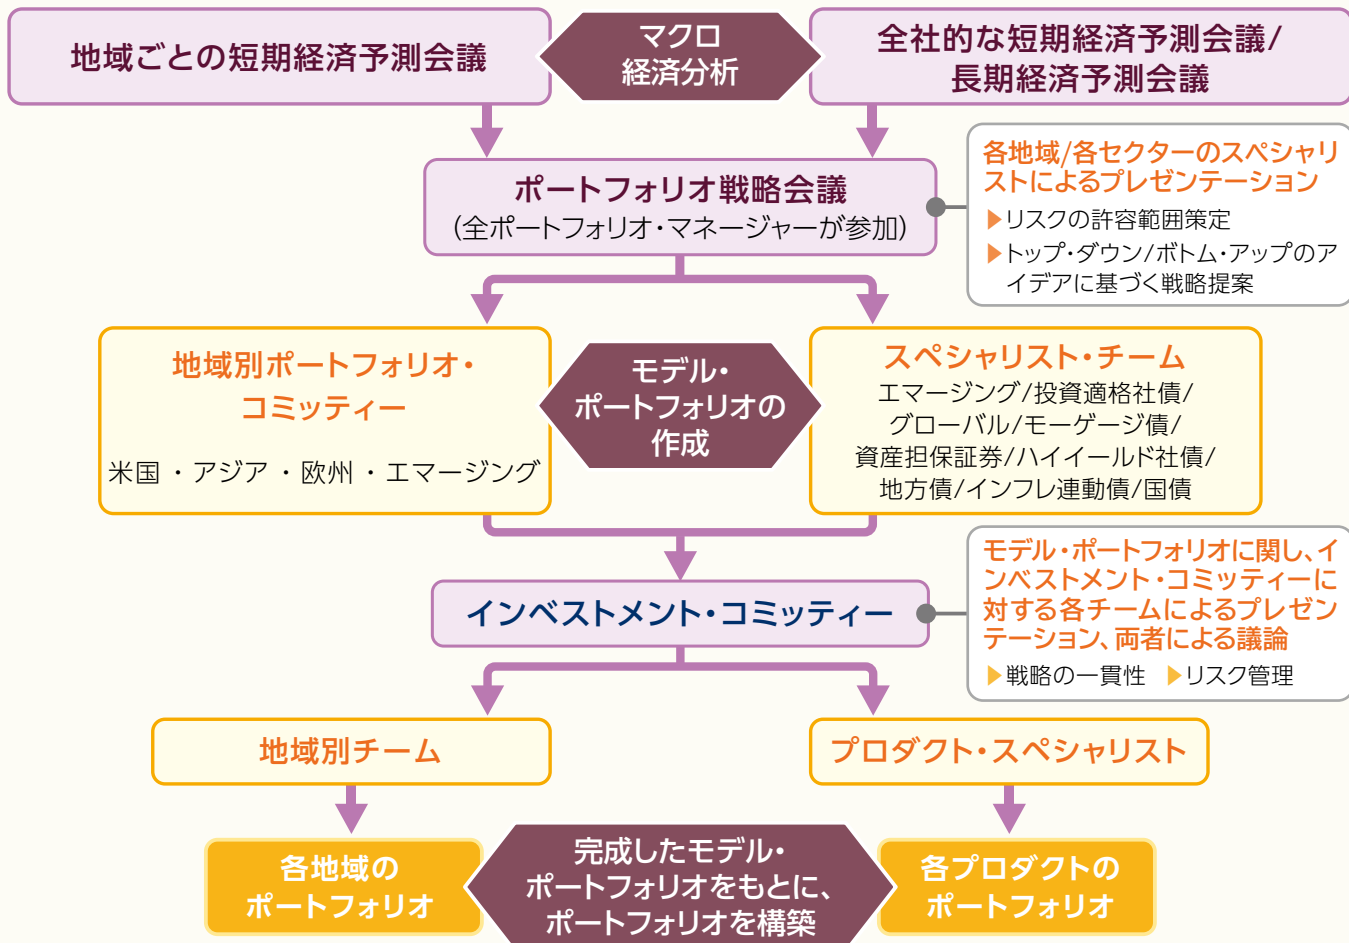 地域ごとの短期経済予測会議
マクロ
経済分析
全社的な短期経済予測会議/
長期経済予測会議
ポートフォリオ戦略会議
(全ポートフォリオ・マネージャーが参加)
各地域/各セクターのスペシャリ
ストによるプレゼンテーション
▶リスクの許容範囲策定
▶トップ・ダウン/ボトム・アップのア
イデアに基づく戦略提案
地域別ポートフォリオ・
コミッティー
米国 ・ アジア ・ 欧州 ・ エマージング
モデル・
ポートフォリオの
作成
スペシャリスト・チーム
エマージング/投資適格社債/
グローバル/モーゲージ債/
資産担保証券/ハイイールド社債/
地方債/インフレ連動債/国債
インベストメント・コミッティー
モデル・ポートフォリオに関し、イ
ンベストメント・コミッティーに
対する各チームによるプレゼン
テーション、両者による議論
▶戦略の一貫性 ▶リスク管理
地域別チーム
プロダクト・スペシャリスト
各地域の
ポートフォリオ
完成したモデル・
ポートフォリオをもとに、
ポートフォリオを構築
各プロダクトの
ポートフォリオ